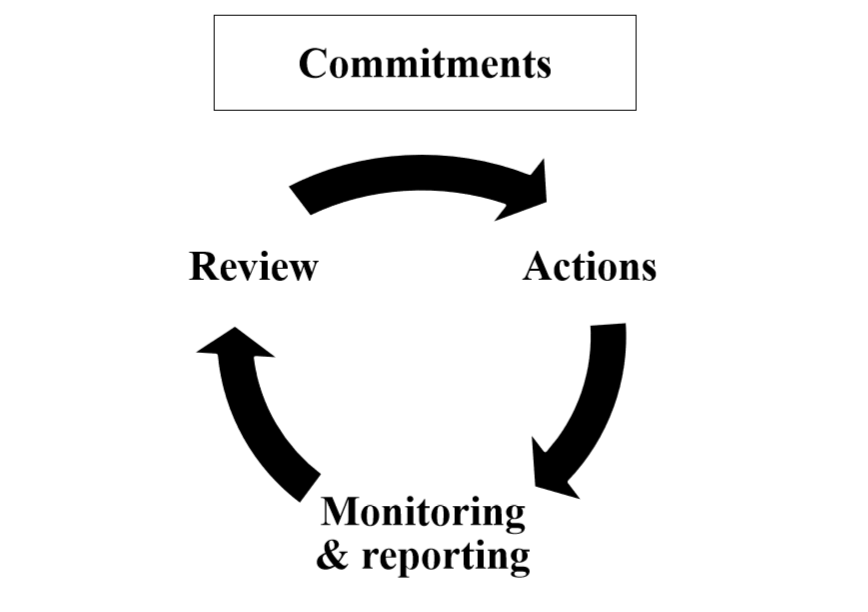 Commitments
Review
Actions
Monitoring
& reporting